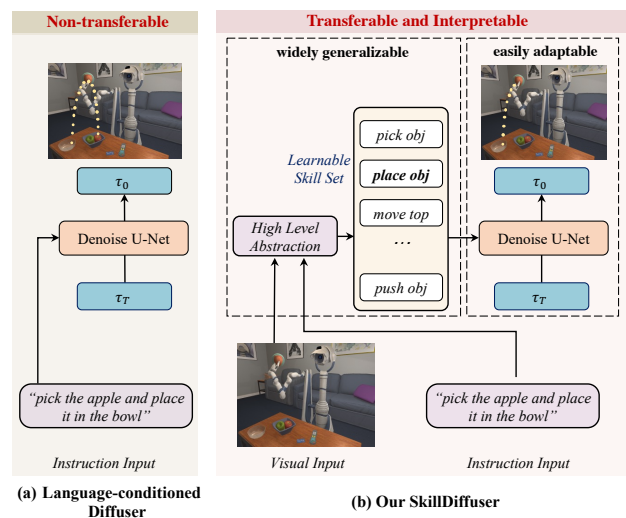 Non-transferable
τ0
Denoise U-Net
τT
"pick the apple and place
it in the bowl"
Instruction Input
(a) Language-conditioned
Diffuser
Transferable and Interpretable
widely generalizable
easily adaptable
Learnable
Skill Set
pick obj
place obj
move top
...
push obj
High Level
Abstraction
τ0
Denoise U-Net
τT
"pick the apple and place
it in the bowl"
Visual Input
Instruction Input
(b) Our SkillDiffuser